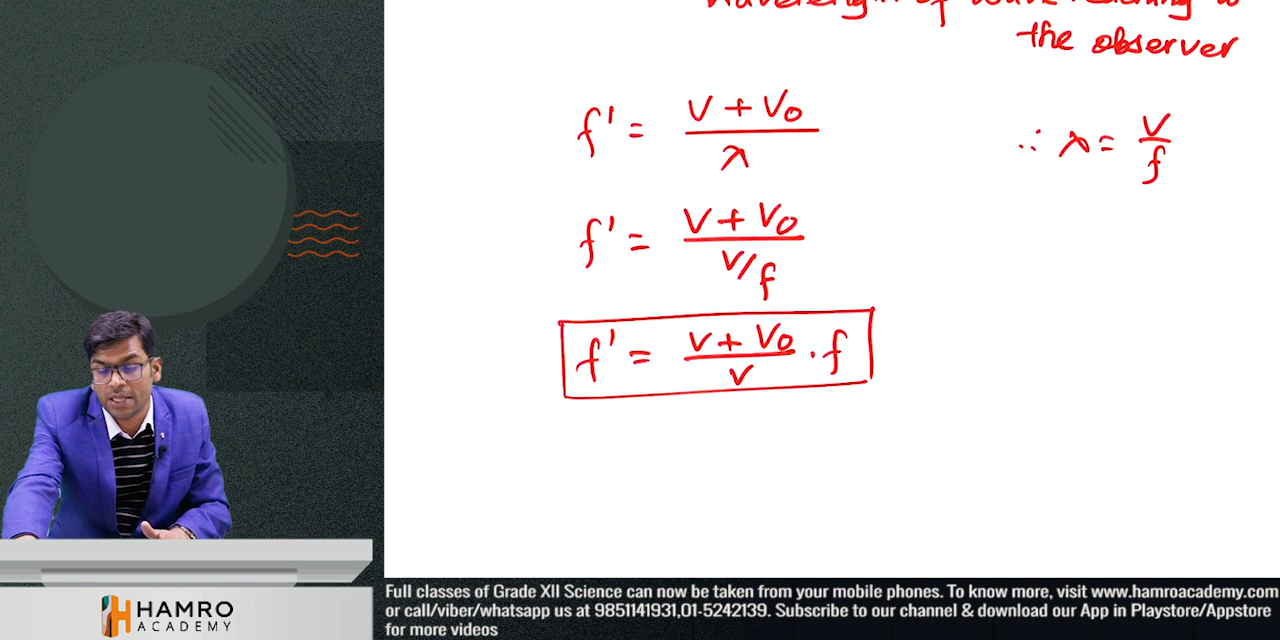 the observer
f' = (v + v₀)/λ
∴ λ = v/f
f' = (v + v₀)/(v/f)
f' = (v + v₀)/v · f
HAMRO
ACADEMY
Full classes of Grade XII Science can now be taken from your mobile phones. To know more, visit www.hamroacademy.com
or call/viber/whatsapp us at 9851141931,01-5242139. Subscribe to our channel & download our App in Playstore/Appstore
for more videos